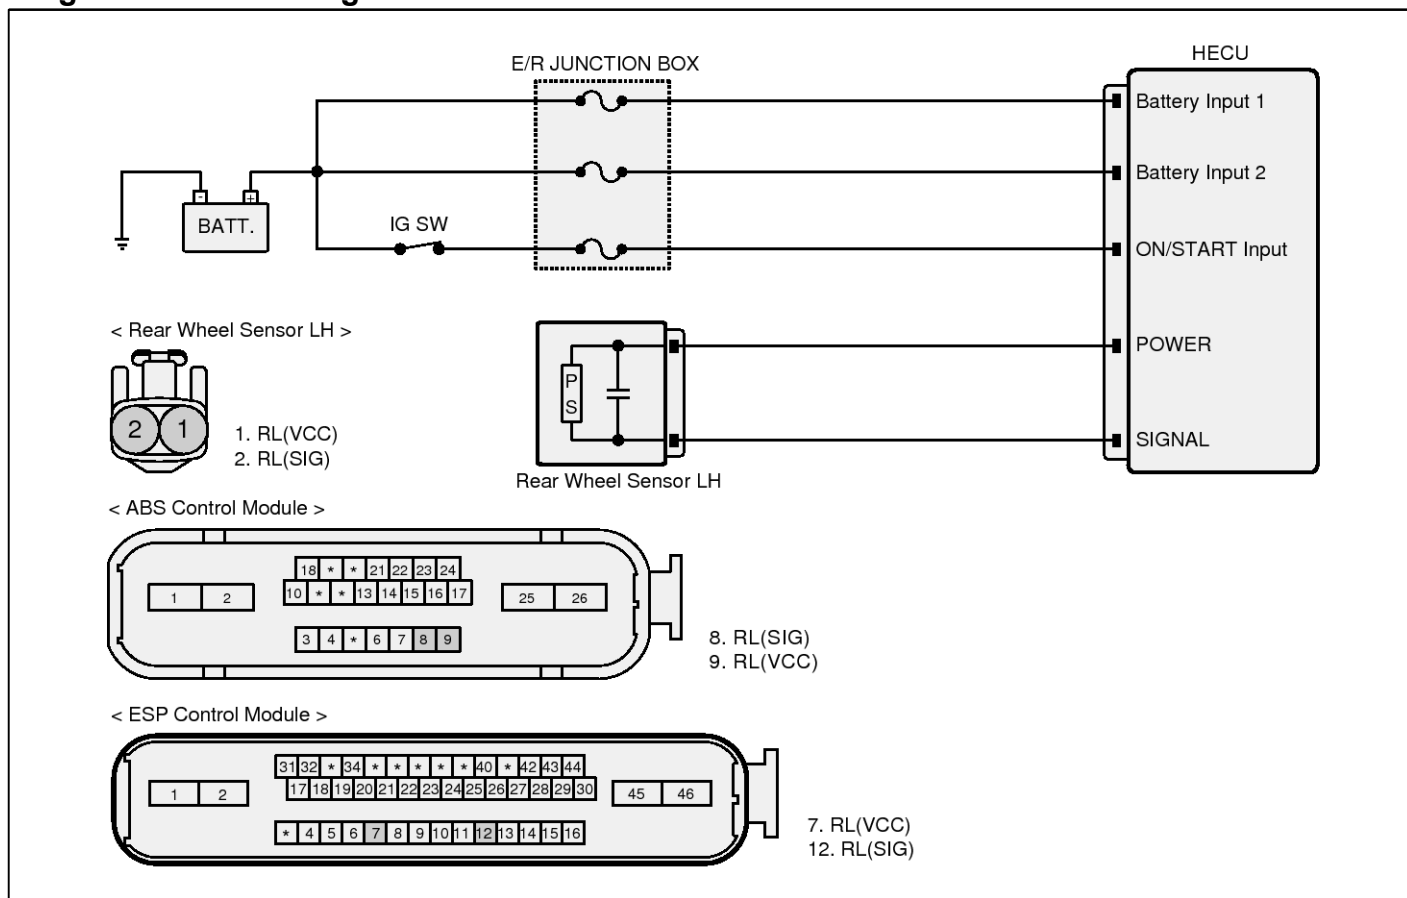 HECU
E/R JUNCTION BOX
Battery Input 1
Battery Input 2
- +
BATT.
IG SW
ON/START Input
< Rear Wheel Sensor LH >
POWER
P
S
2 1
1. RL(VCC)
2. RL(SIG)
SIGNAL
Rear Wheel Sensor LH
< ABS Control Module >
18 * * 21 22 23 24
10 * * 13 14 15 16 17
1 2
25 26
3 4 * 6 7 8 9
8. RL(SIG)
9. RL(VCC)
< ESP Control Module >
31 32 * 34 * * * * * 40 * 42 43 44
17 18 19 20 21 22 23 24 25 26 27 28 29 30
1 2
45 46
* 4 5 6 7 8 9 10 11 12 13 14 15 16
7. RL(VCC)
12. RL(SIG)